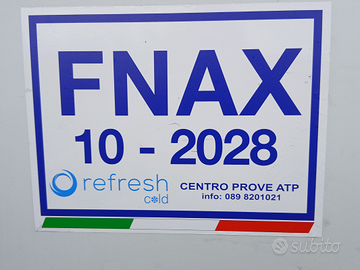 FNAX
10 - 2028
refresh
cold
CENTRO PROVE ATP
info: 089 8201021
subito